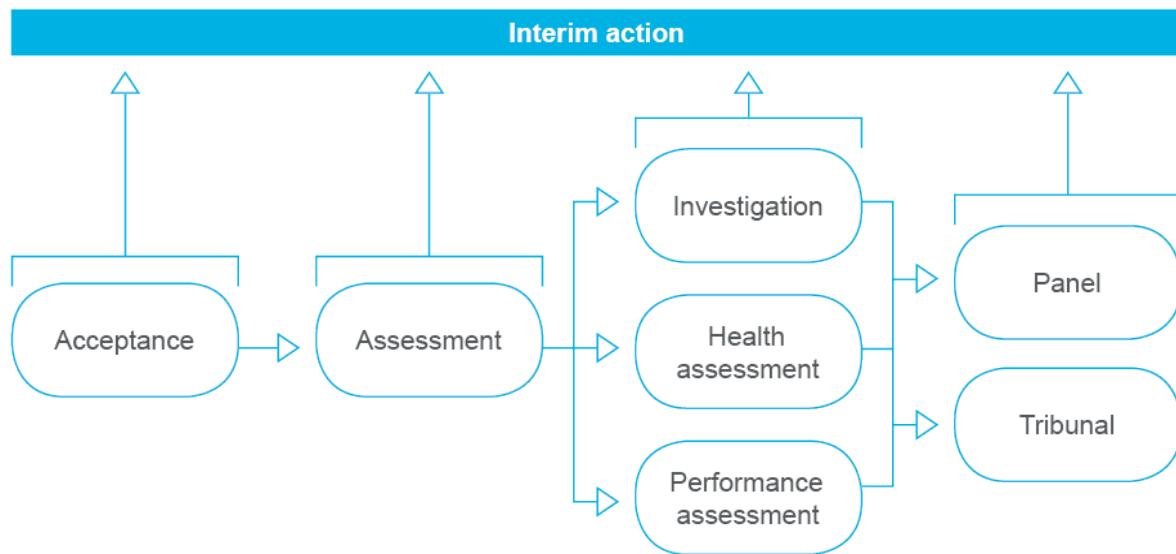 Interim action
Acceptance
Assessment
Investigation
Health
assessment
Performance
assessment
Panel
Tribunal